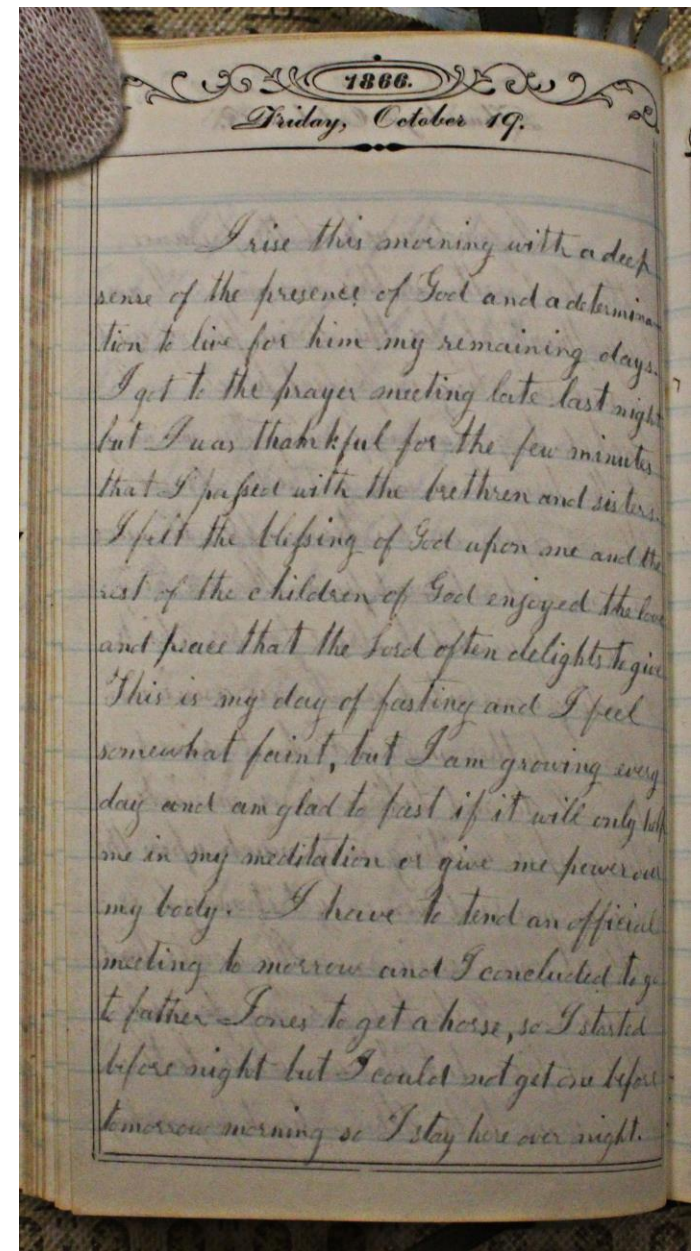 1866.
Friday, October 19.
I rise this morning with a deep
sense of the presence of God and a determina
tion to live for him my remaining days.
I got to the prayer meeting late last night
but I was thankful for the few minutes
that I paſsed with the brethren and sisters.
I felt the bleſsing of God upon me and the
rest of the children of God enjoyed the love
and peace that the Lord often delights to give
This is my day of fasting and I feel
somewhat faint, but I am growing every
day and am glad to fast if it will only help
me in my meditation or give me power over
my body. I have to tend an official
meeting to morrow and I concluded to go
to father Jones to get a horse, so I started
before night but I could not get one before
tomorrow morning so I stay here over night.